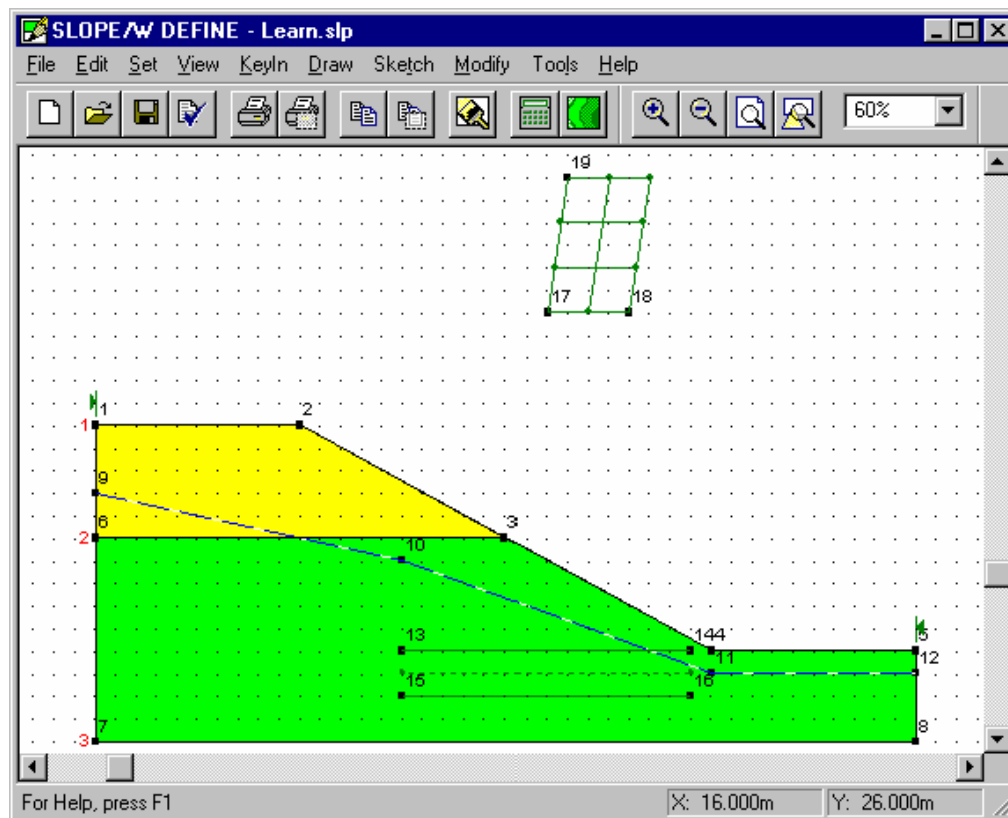 SLOPE/W DEFINE - Learn.slp
File Edit Set View KeyIn Draw Sketch Modify Tools Help
60%
19
17 18
1 1 2
9
2 6 3
10
13 144 5
11 12
15 16
3 7 8
For Help, press F1 X: 16.000m Y: 26.000m